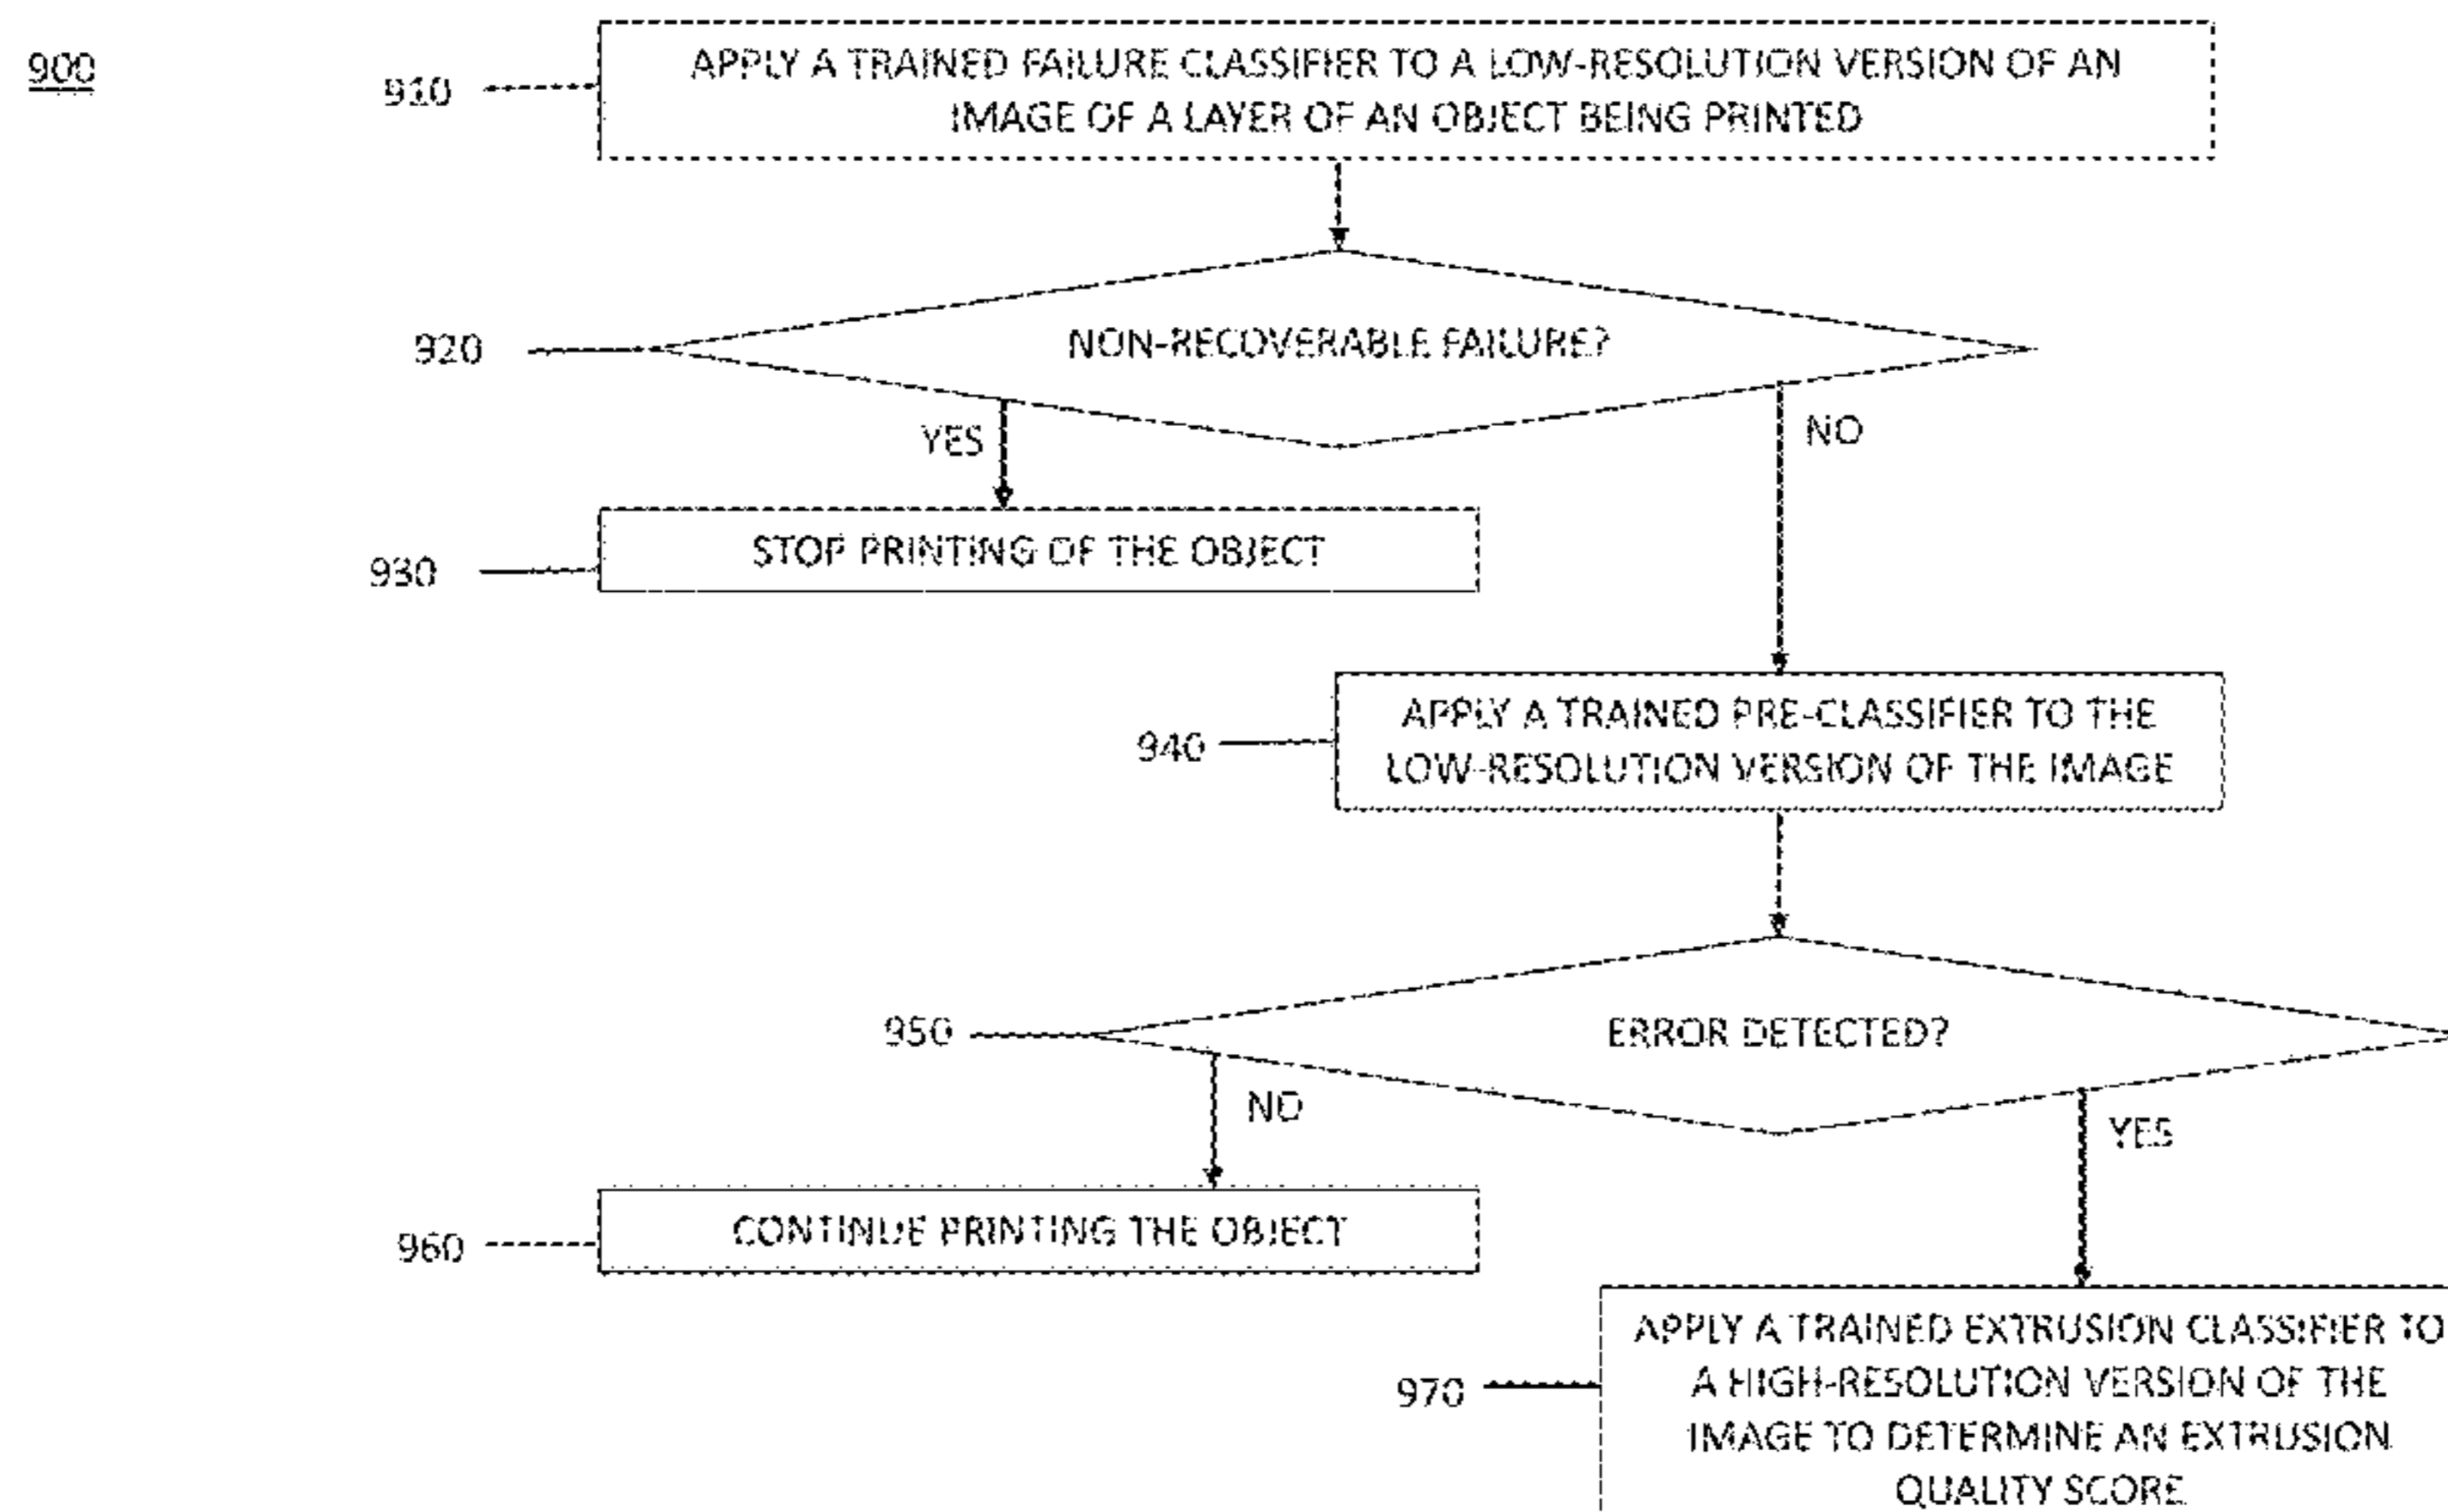 900
910
APPLY A TRAINED FAILURE CLASSIFIER TO A LOW-RESOLUTION VERSION OF AN
IMAGE OF A LAYER OF AN OBJECT BEING PRINTED
920
NON-RECOVERABLE FAILURE?
YES
NO
930
STOP PRINTING OF THE OBJECT
940
APPLY A TRAINED PRE-CLASSIFIER TO THE
LOW-RESOLUTION VERSION OF THE IMAGE
950
ERROR DETECTED?
NO
YES
960
CONTINUE PRINTING THE OBJECT
970
APPLY A TRAINED EXTRUSION CLASSIFIER TO
A HIGH-RESOLUTION VERSION OF THE
IMAGE TO DETERMINE AN EXTRUSION
QUALITY SCORE